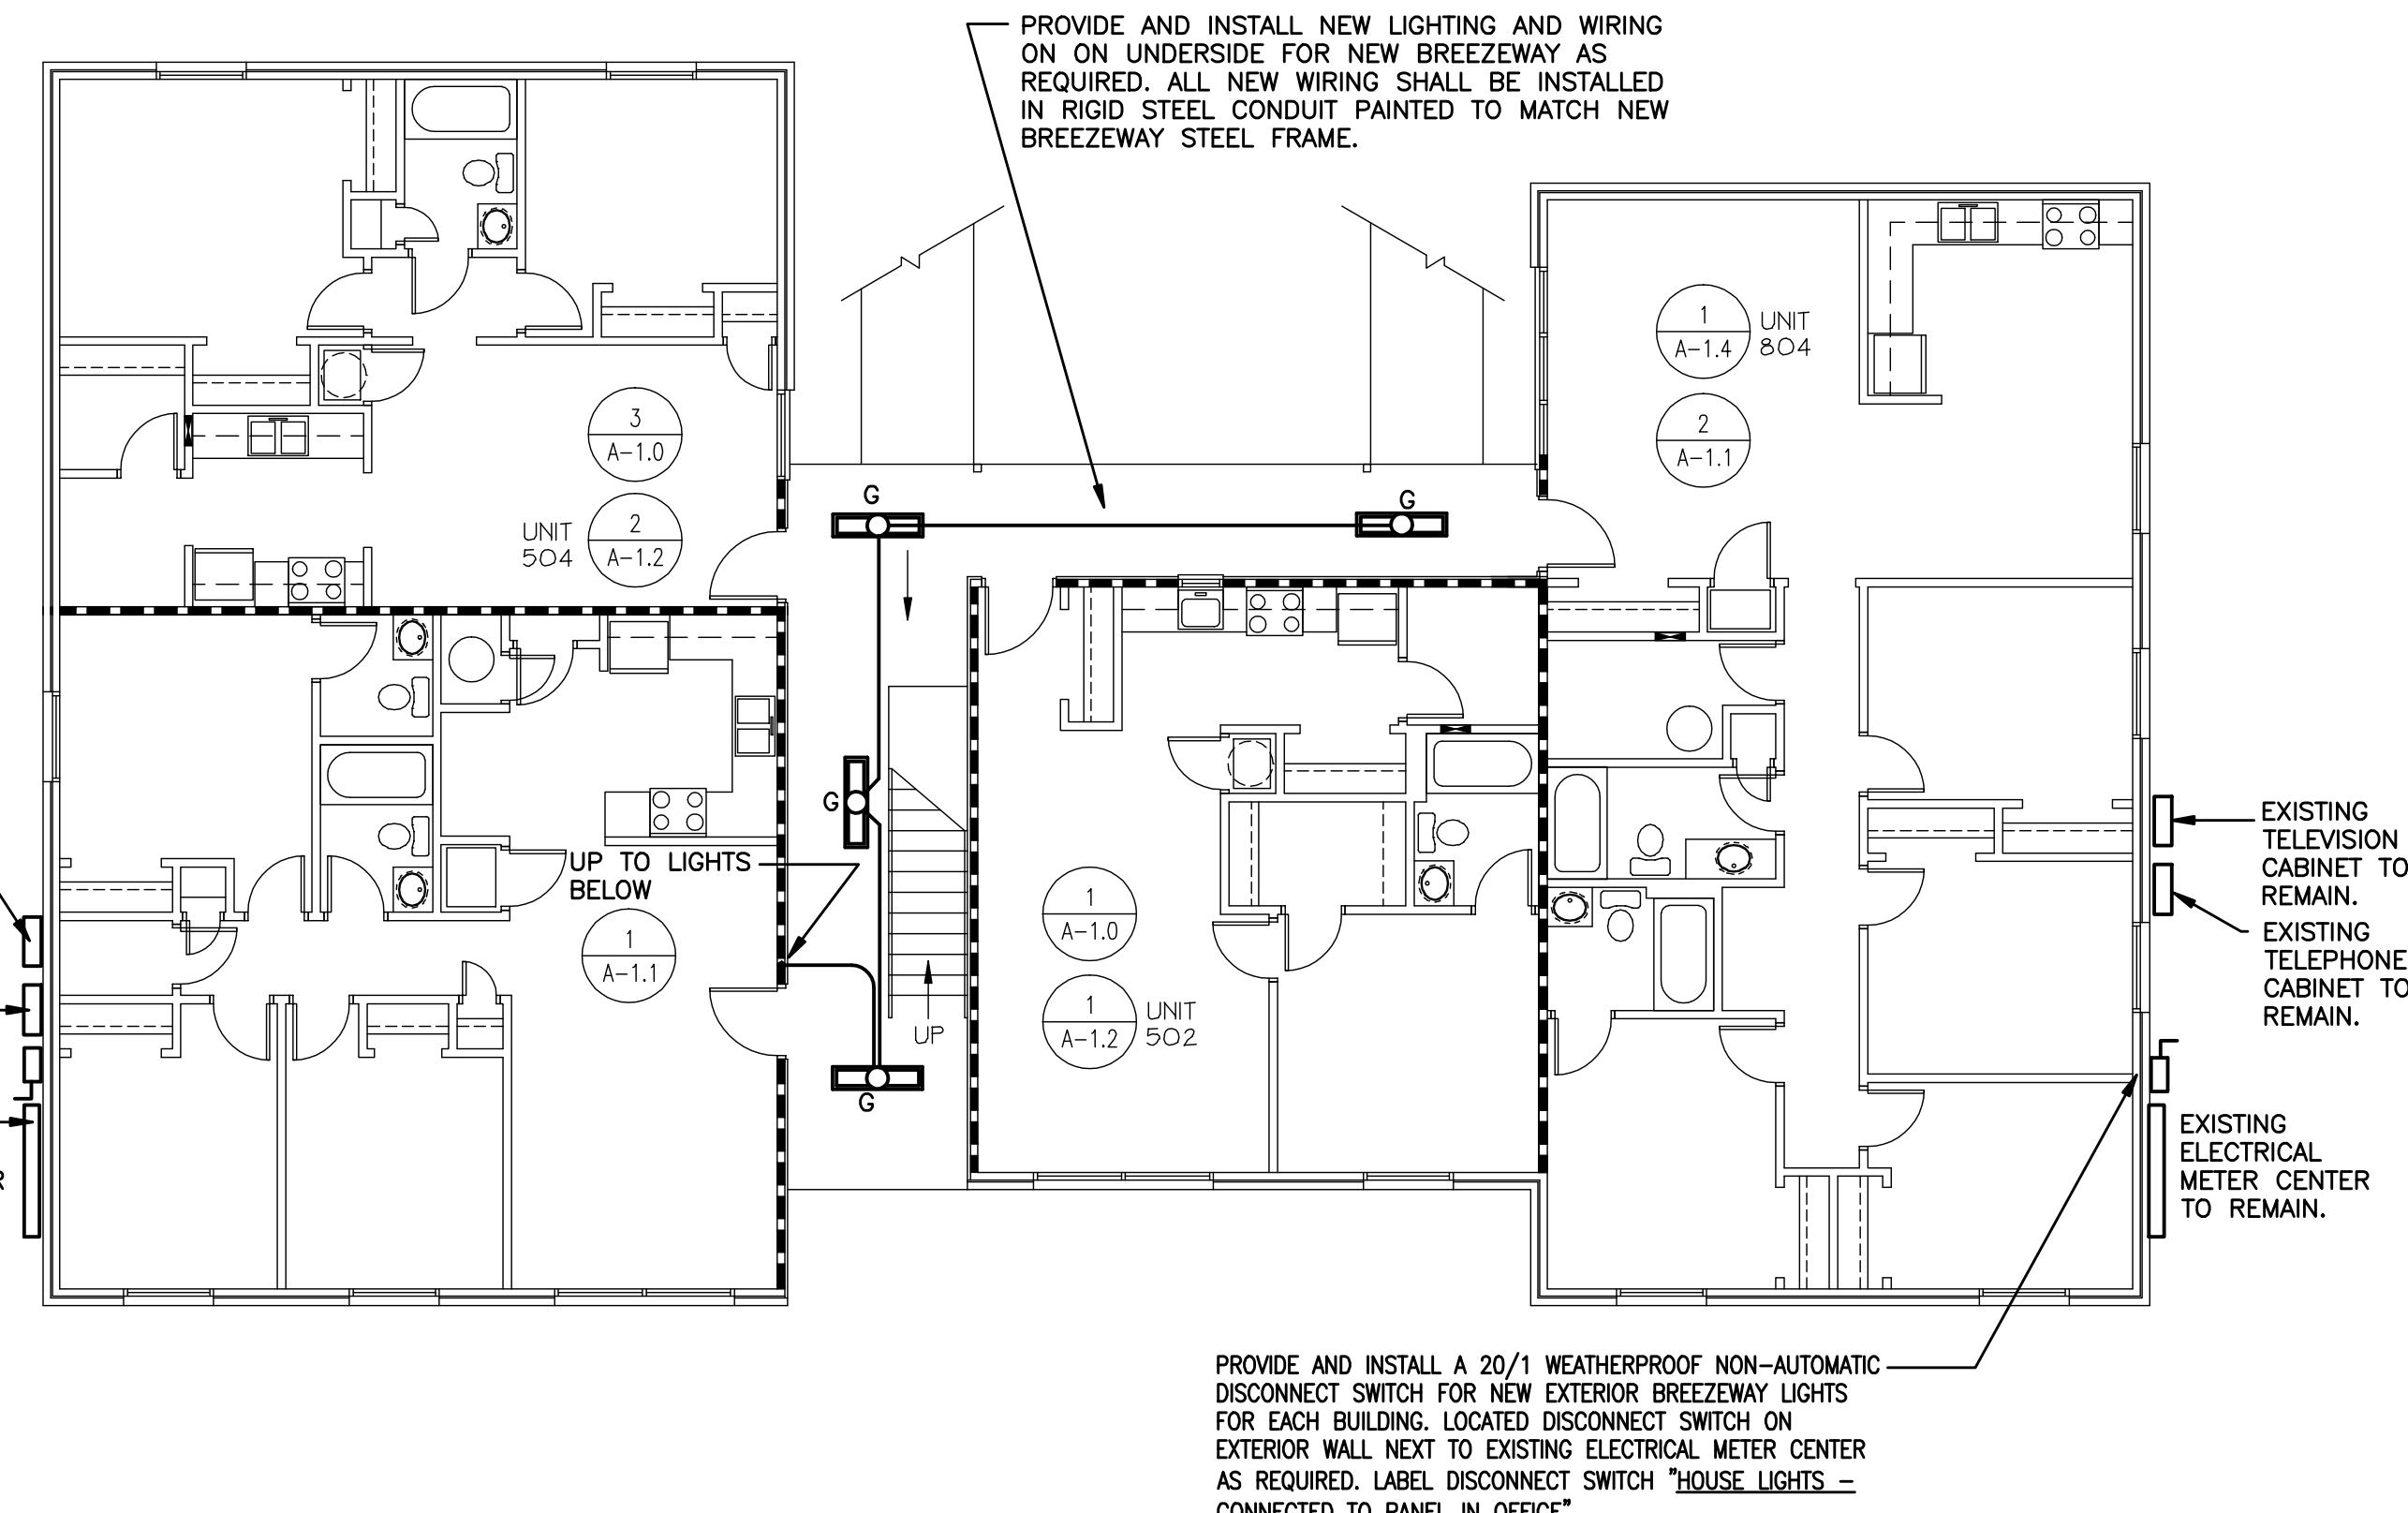 PROVIDE AND INSTALL NEW LIGHTING AND WIRING
ON ON UNDERSIDE FOR NEW BREEZEWAY AS
REQUIRED. ALL NEW WIRING SHALL BE INSTALLED
IN RIGID STEEL CONDUIT PAINTED TO MATCH NEW
BREEZEWAY STEEL FRAME.
1
A-1.4
UNIT
804
2
A-1.1
3
A-1.0
UNIT
504
2
A-1.2
G
G
G
G
UP TO LIGHTS
BELOW
1
A-1.1
UP
1
A-1.0
1
A-1.2
UNIT
502
EXISTING
TELEVISION
CABINET TO
REMAIN.
EXISTING
TELEPHONE
CABINET TO
REMAIN.
EXISTING
ELECTRICAL
METER CENTER
TO REMAIN.
R
PROVIDE AND INSTALL A 20/1 WEATHERPROOF NON-AUTOMATIC
DISCONNECT SWITCH FOR NEW EXTERIOR BREEZEWAY LIGHTS
FOR EACH BUILDING. LOCATED DISCONNECT SWITCH ON
EXTERIOR WALL NEXT TO EXISTING ELECTRICAL METER CENTER
AS REQUIRED. LABEL DISCONNECT SWITCH "HOUSE LIGHTS –
CONNECTED TO PANEL IN OFFICE"